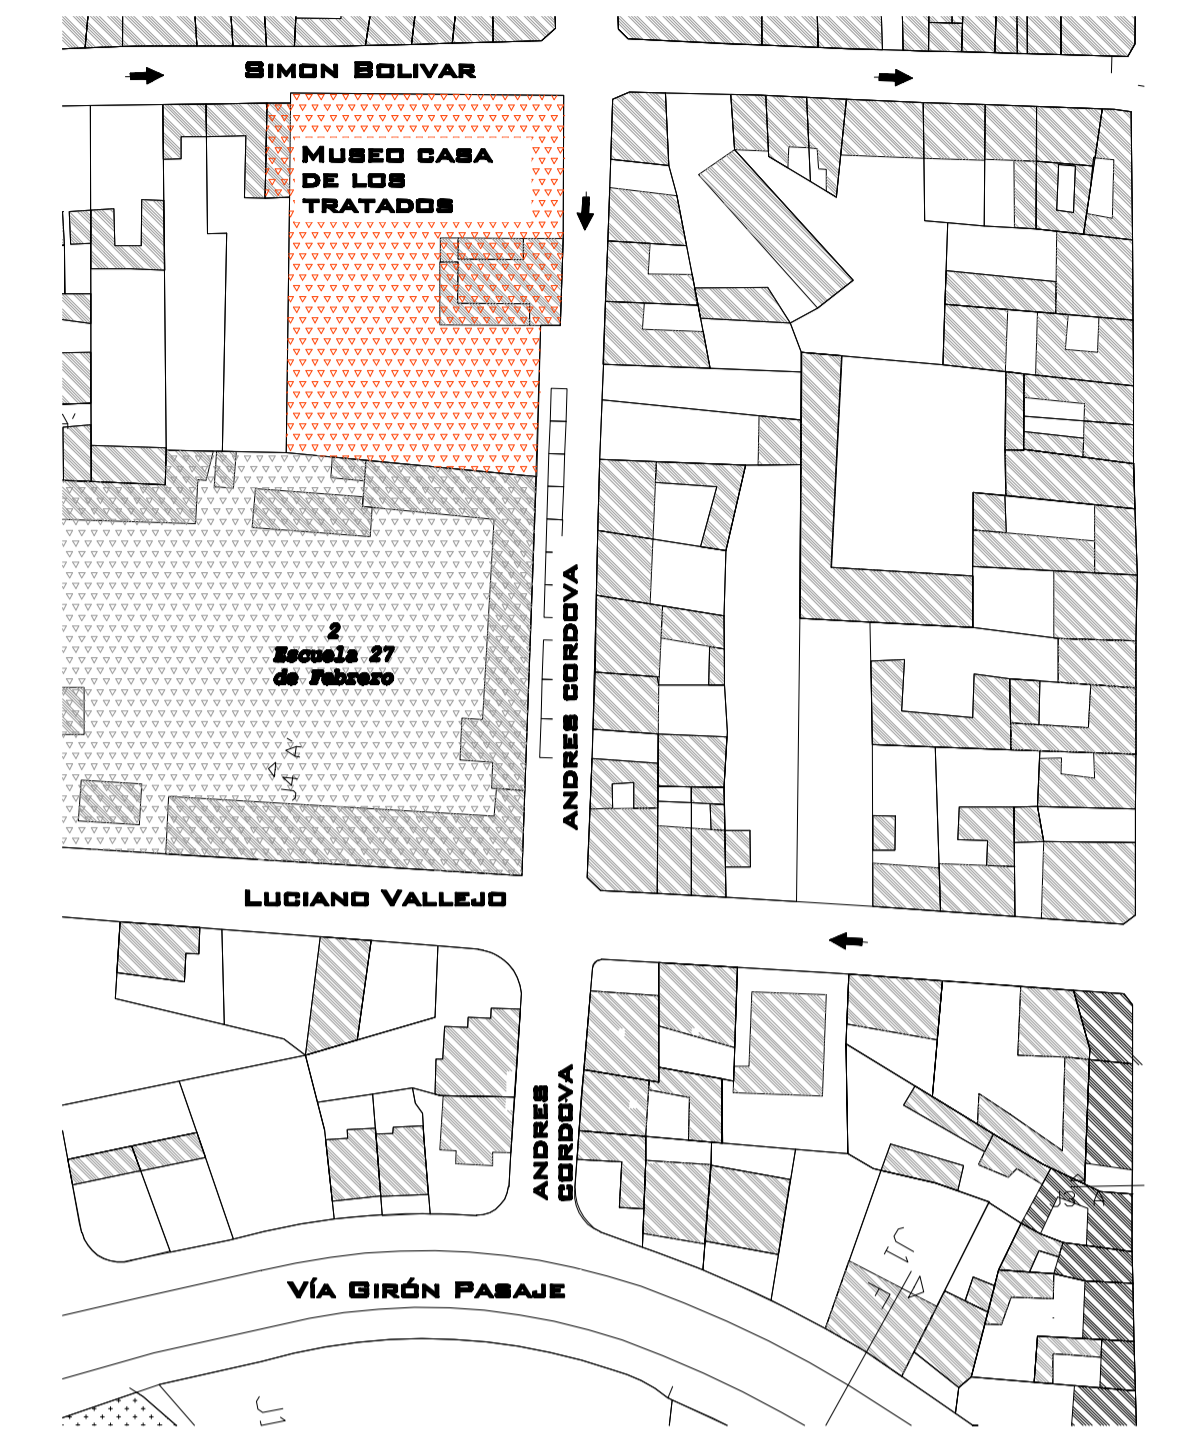 SIMON BOLIVAR
MUSEO CASA
DE LOS
TRATADOS
2
Escuela 27
de Febrero
ANDRES CORDOVA
LUCIANO VALLEJO
ANDRES
CORDOVA
VÍA GIRÓN PASAJE